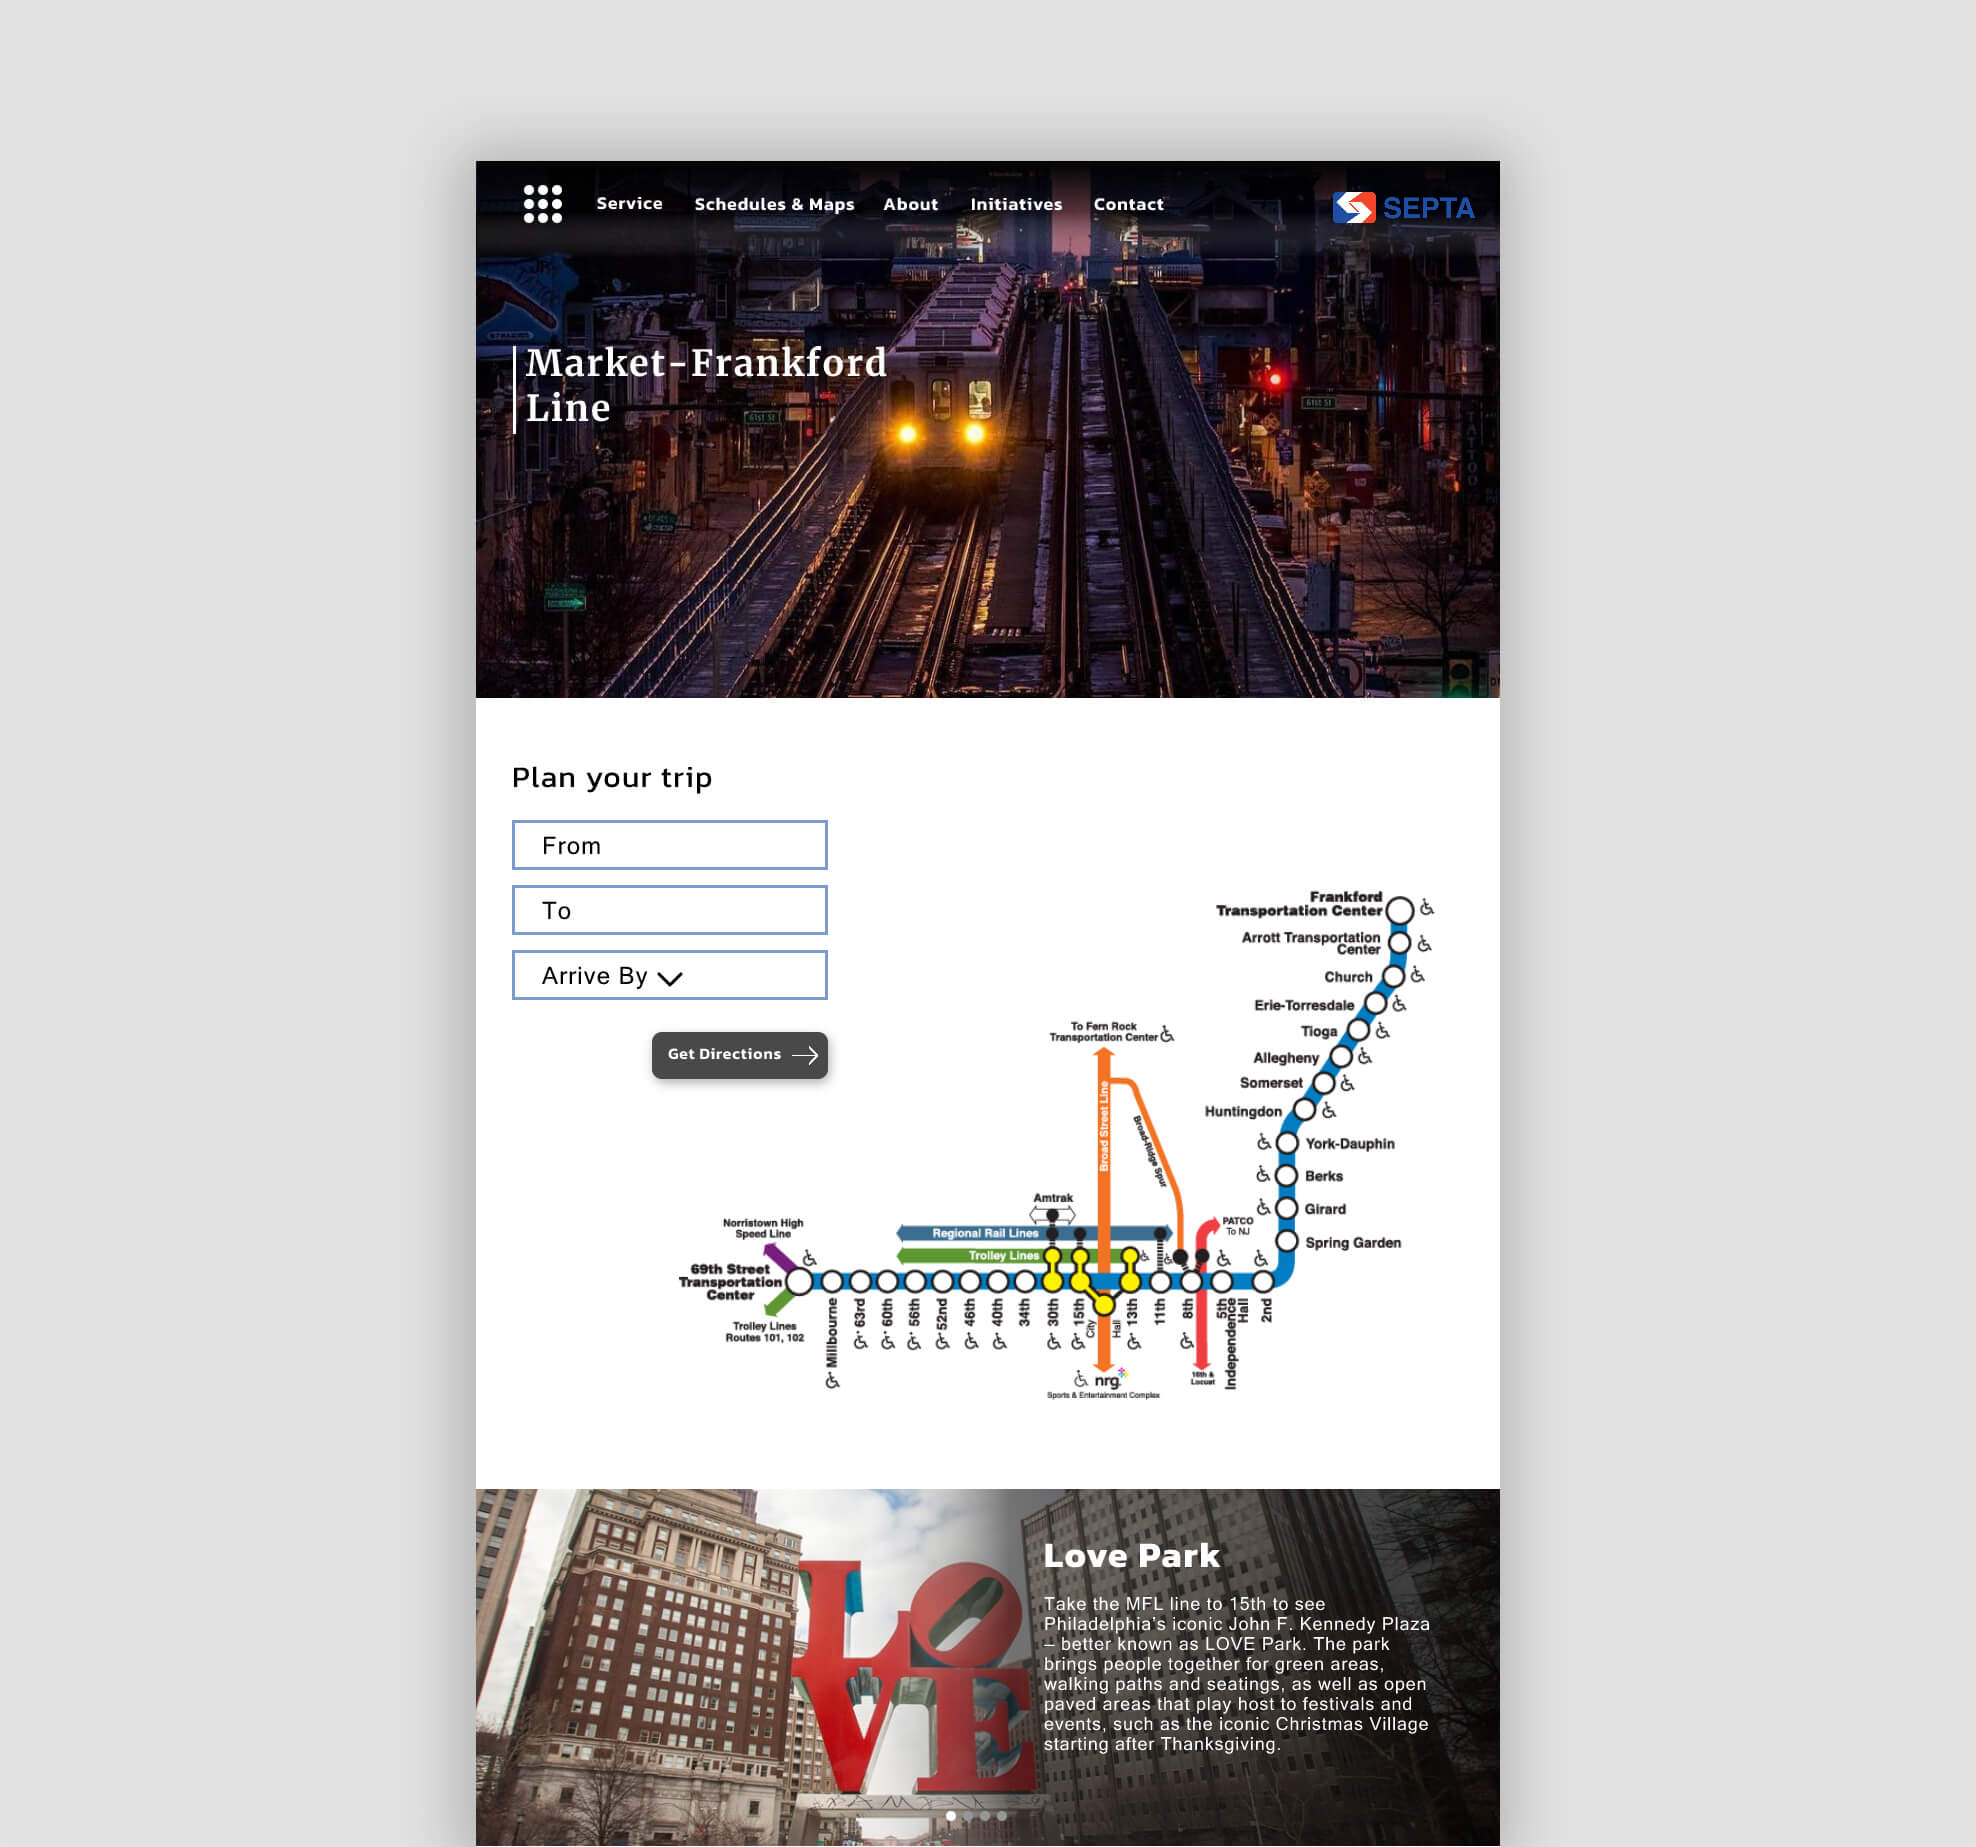 Service
Schedules & Maps
About
Initiatives
Contact
SEPTA
Market-Frankford
Line
61st St
61st St
Plan your trip
From
To
Arrive By
Get Directions
Frankford
Transportation Center
Arrott Transportation
Center
Church
Erie-Torresdale
Tioga
Allegheny
Somerset
Huntingdon
York-Dauphin
Berks
Girard
Spring Garden
To Fern Rock
Transportation Center
Broad Street Line
Broad-Ridge Spur
Amtrak
Regional Rail Lines
Trolley Lines
PATCO
To NJ
Norristown High
Speed Line
69th Street
Transportation
Center
Trolley Lines
Routes 101, 102
Millbourne
63rd
60th
56th
52nd
46th
40th
34th
30th
15th
City
Hall
13th
11th
8th
5th
Independence
Hall
2nd
16th &
Locust
nrg
Sports & Entertainment Complex
LO
VE
Love Park
Take the MFL line to 15th to see
Philadelphia's iconic John F. Kennedy Plaza
– better known as LOVE Park. The park
brings people together for green areas,
walking paths and seatings, as well as open
paved areas that play host to festivals and
events, such as the iconic Christmas Village
starting after Thanksgiving.